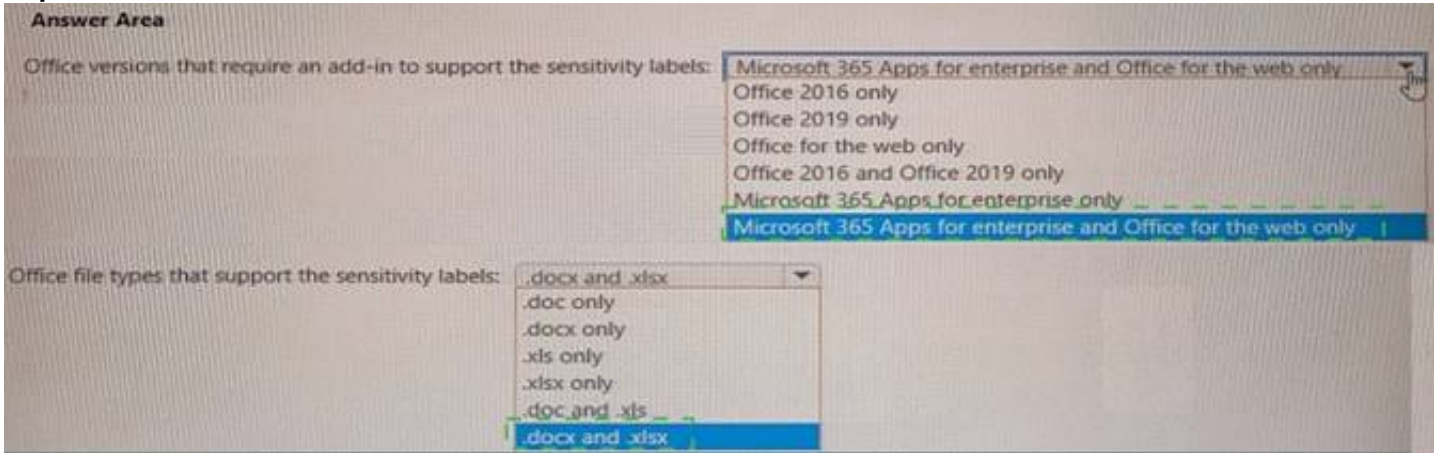 Answer Area
Office versions that require an add-in to support the sensitivity labels: Microsoft 365 Apps for enterprise and Office for the web only
Office 2016 only
Office 2019 only
Office for the web only
Office 2016 and Office 2019 only
Microsoft 365 Apps for enterprise only
Microsoft 365 Apps for enterprise and Office for the web only
Office file types that support the sensitivity labels: .docx and .xlsx
.doc only
.docx only
.xls only
.xlsx only
.doc and .xls
.docx and .xlsx